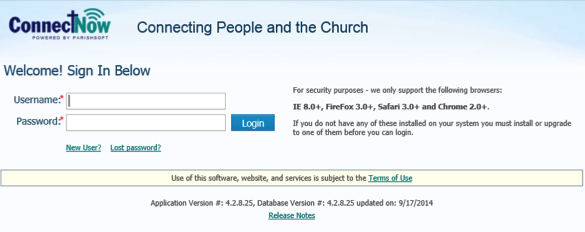 ConnectNow
POWERED BY PARISHSOFT
Connecting People and the Church
Welcome! Sign In Below
Username:*
Password:*
Login
New User? Lost password?
For security purposes - we only support the following browsers:
IE 8.0+, FireFox 3.0+, Safari 3.0+ and Chrome 2.0+.
If you do not have any of these installed on your system you must install or upgrade
to one of them before you can login.
Use of this software, website, and services is subject to the Terms of Use
Application Version #: 4.2.8.25, Database Version #: 4.2.8.25 updated on: 9/17/2014
Release Notes